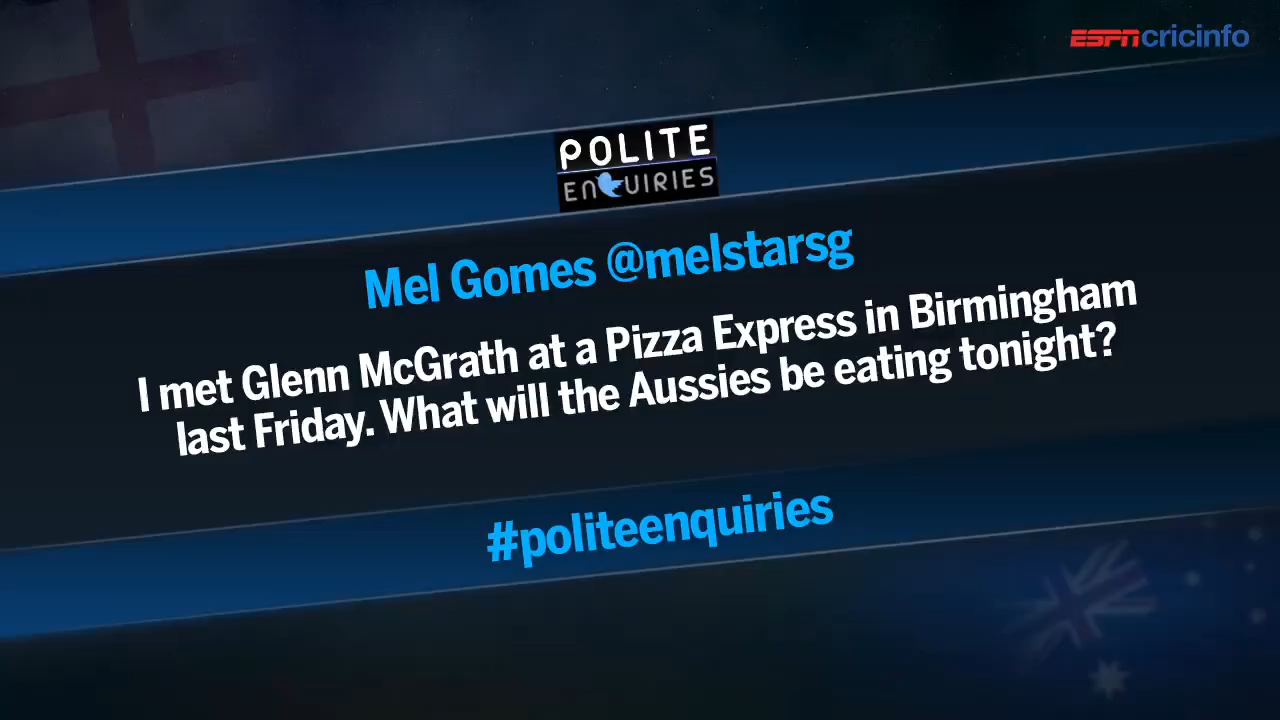 ESPNcricinfo
POLITE
ENQUIRIES
Mel Gomes @melstarsg
I met Glenn McGrath at a Pizza Express in Birmingham
last Friday. What will the Aussies be eating tonight?
#politeenquiries